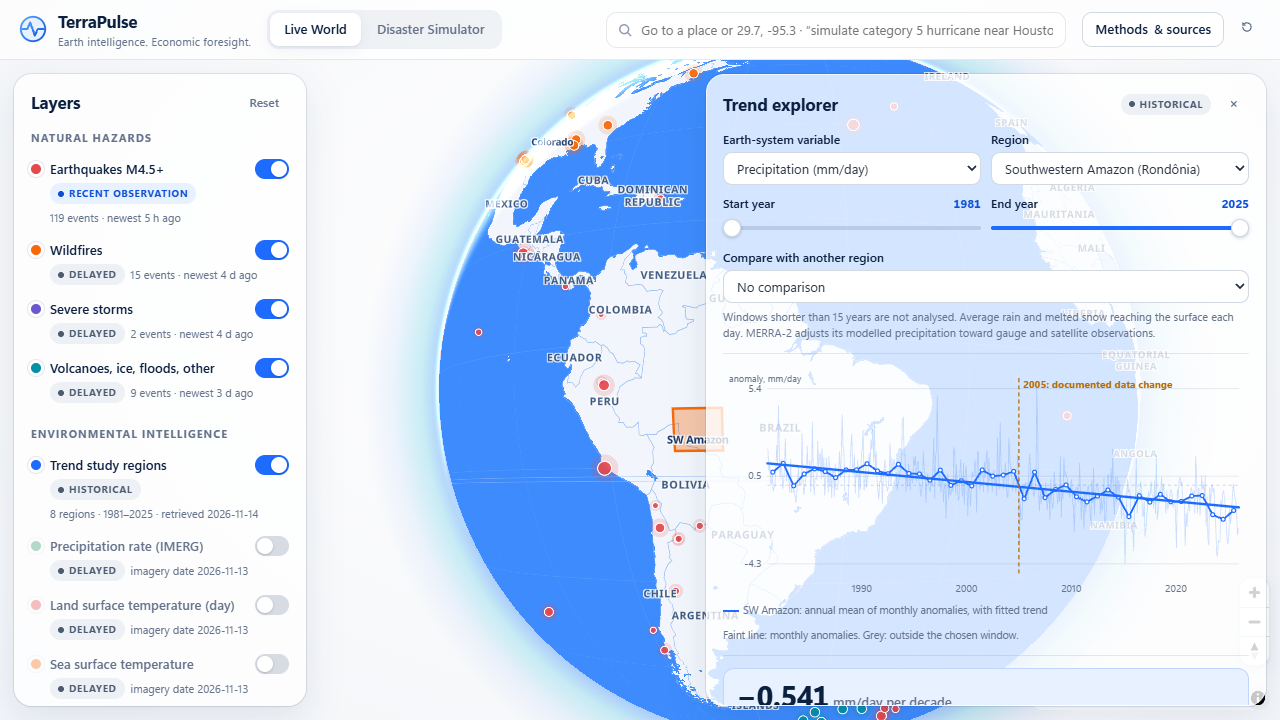 TerraPulse
Earth intelligence. Economic foresight.
Live World
Disaster Simulator
Go to a place or 29.7, -95.3 · "simulate category 5 hurricane near Housto
Methods & sources
Layers
Reset
NATURAL HAZARDS
Earthquakes M4.5+
RECENT OBSERVATION
119 events · newest 5 h ago
Wildfires
DELAYED
15 events · newest 4 d ago
Severe storms
DELAYED
2 events · newest 4 d ago
Volcanoes, ice, floods, other
DELAYED
9 events · newest 3 d ago
ENVIRONMENTAL INTELLIGENCE
Trend study regions
HISTORICAL
8 regions · 1981–2025 · retrieved 2026-11-14
Precipitation rate (IMERG)
DELAYED
imagery date 2026-11-13
Land surface temperature (day)
DELAYED
imagery date 2026-11-13
Sea surface temperature
DELAYED
imagery date 2026-11-13
Colorado
CUBA
DOMINICAN
REPUBLIC
MEXICO
GUATEMALA
NICARAGUA
PANAMA
VENEZUELA
COLOMBIA
ECUADOR
PERU
SW Amazon
BRAZIL
BOLIVIA
PARAGUAY
CHILE
ARGENTINA
ISLANDS
IRELAND
SPAIN
ALGERIA
MAURITANIA
MALI
EQUATORIAL
GUINEA
ANGOLA
NAMIBIA
Trend explorer
HISTORICAL
×
Earth-system variable
Region
Precipitation (mm/day)
Southwestern Amazon (Rondônia)
Start year
1981
End year
2025
Compare with another region
No comparison
Windows shorter than 15 years are not analysed. Average rain and melted snow reaching the surface each
day. MERRA-2 adjusts its modelled precipitation toward gauge and satellite observations.
anomaly, mm/day
5.4
0.5
-4.3
2005: documented data change
1990
2000
2010
2020
SW Amazon: annual mean of monthly anomalies, with fitted trend
Faint line: monthly anomalies. Grey: outside the chosen window.
−0.541 mm/day per decade